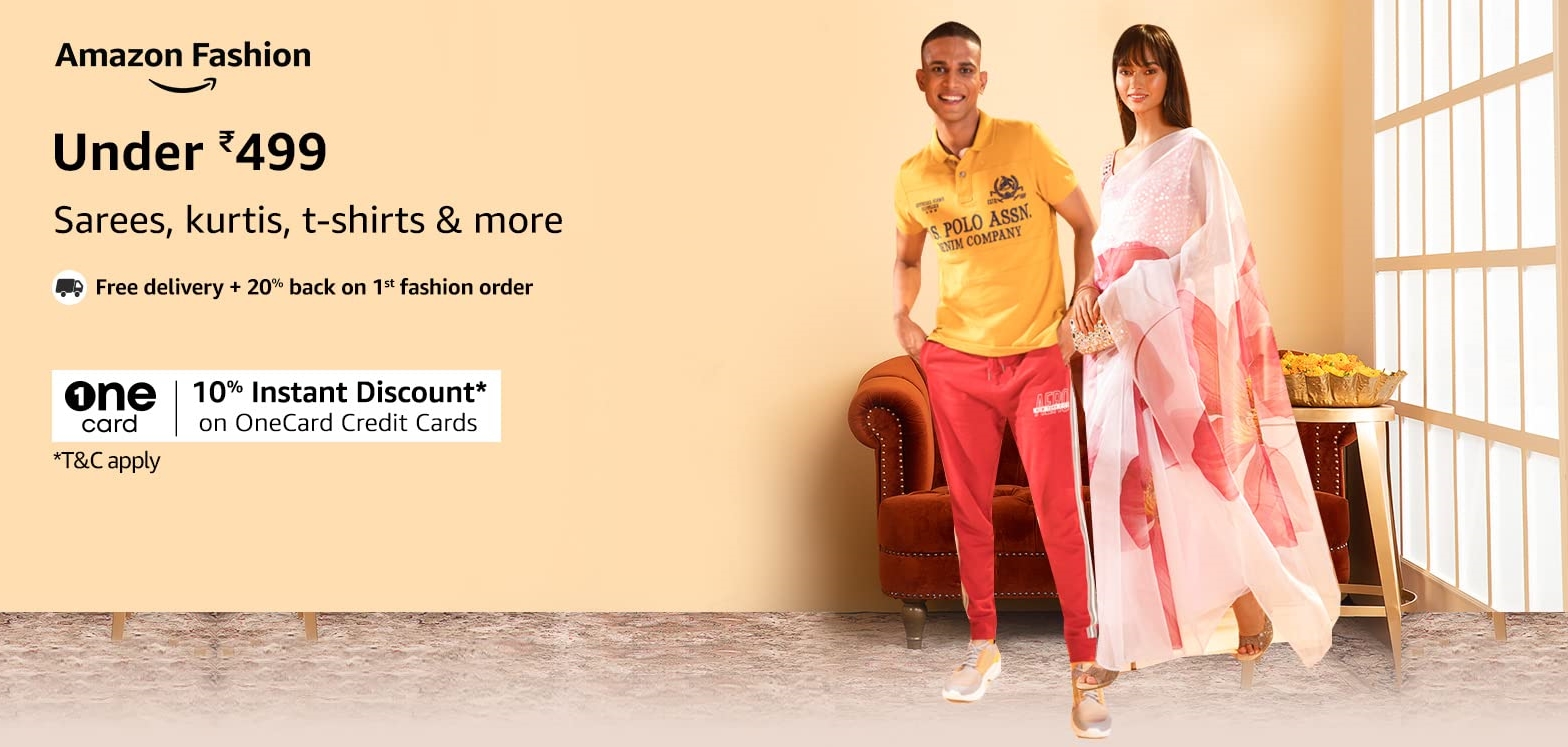 Amazon Fashion
Under ₹499
Sarees, kurtis, t-shirts & more
Free delivery + 20% back on 1st fashion order
1ne
card
10% Instant Discount*
on OneCard Credit Cards
*T&C apply
S. POLO ASSN.
DENIM COMPANY
AERO